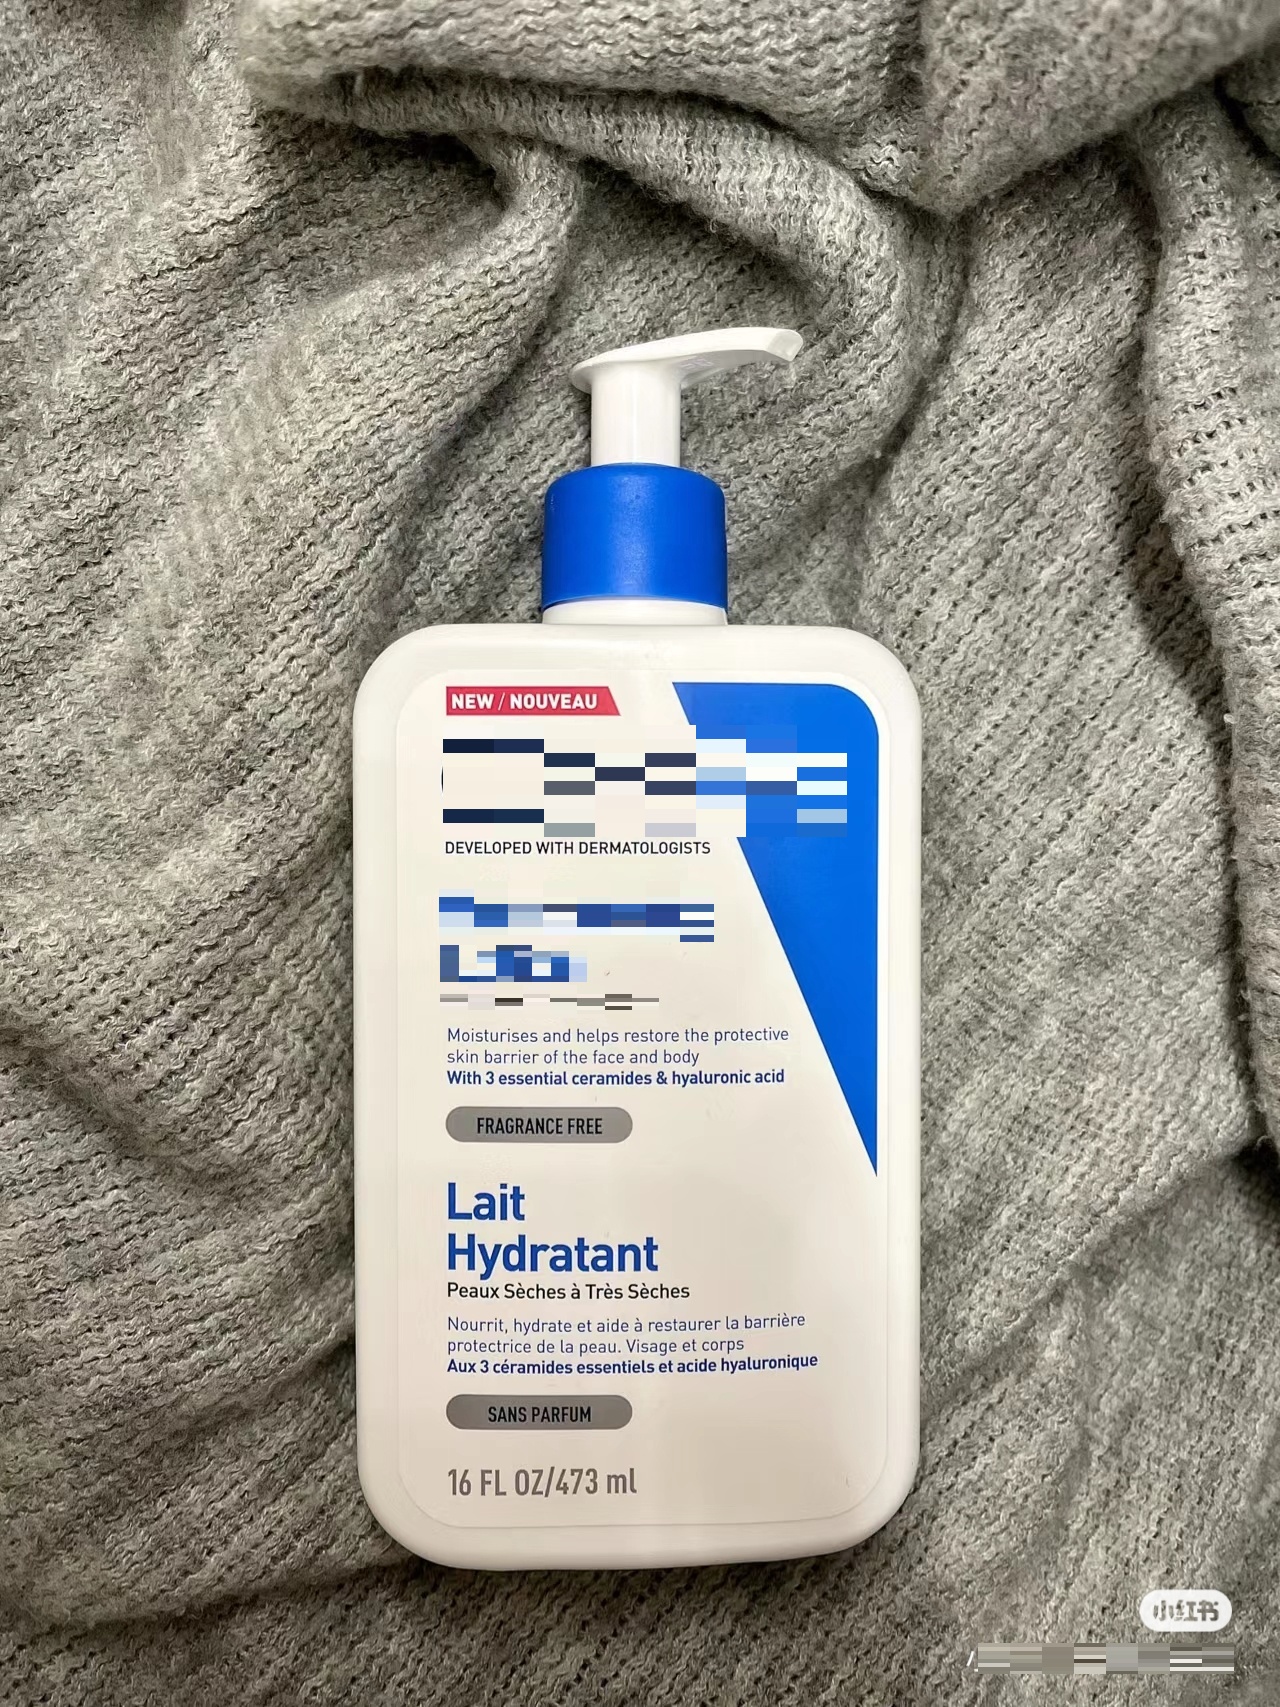 NEW / NOUVEAU
DEVELOPED WITH DERMATOLOGISTS
Moisturises and helps restore the protective
skin barrier of the face and body
With 3 essential ceramides & hyaluronic acid
FRAGRANCE FREE
Lait
Hydratant
Peaux Sèches à Très Sèches
Nourrit, hydrate et aide à restaurer la barrière
protectrice de la peau. Visage et corps
Aux 3 céramides essentiels et acide hyaluronique
SANS PARFUM
16 FL OZ/473 ml
小红书